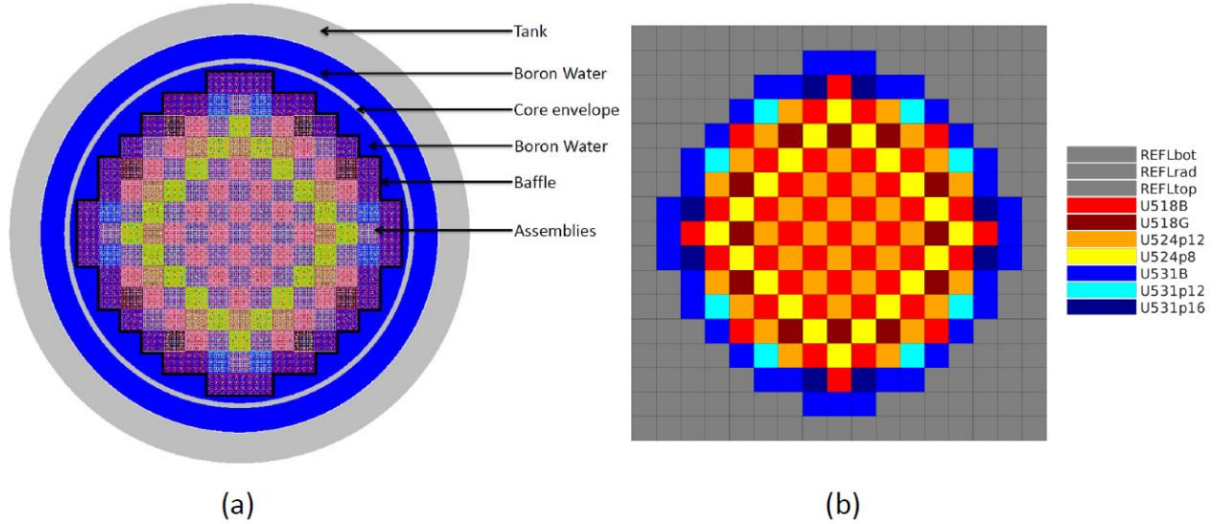 Tank
Boron Water
Core envelope
Boron Water
Baffle
Assemblies
REFLbot
REFLrad
REFLtop
U518B
U518G
U524p12
U524p8
U531B
U531p12
U531p16
(a)
(b)